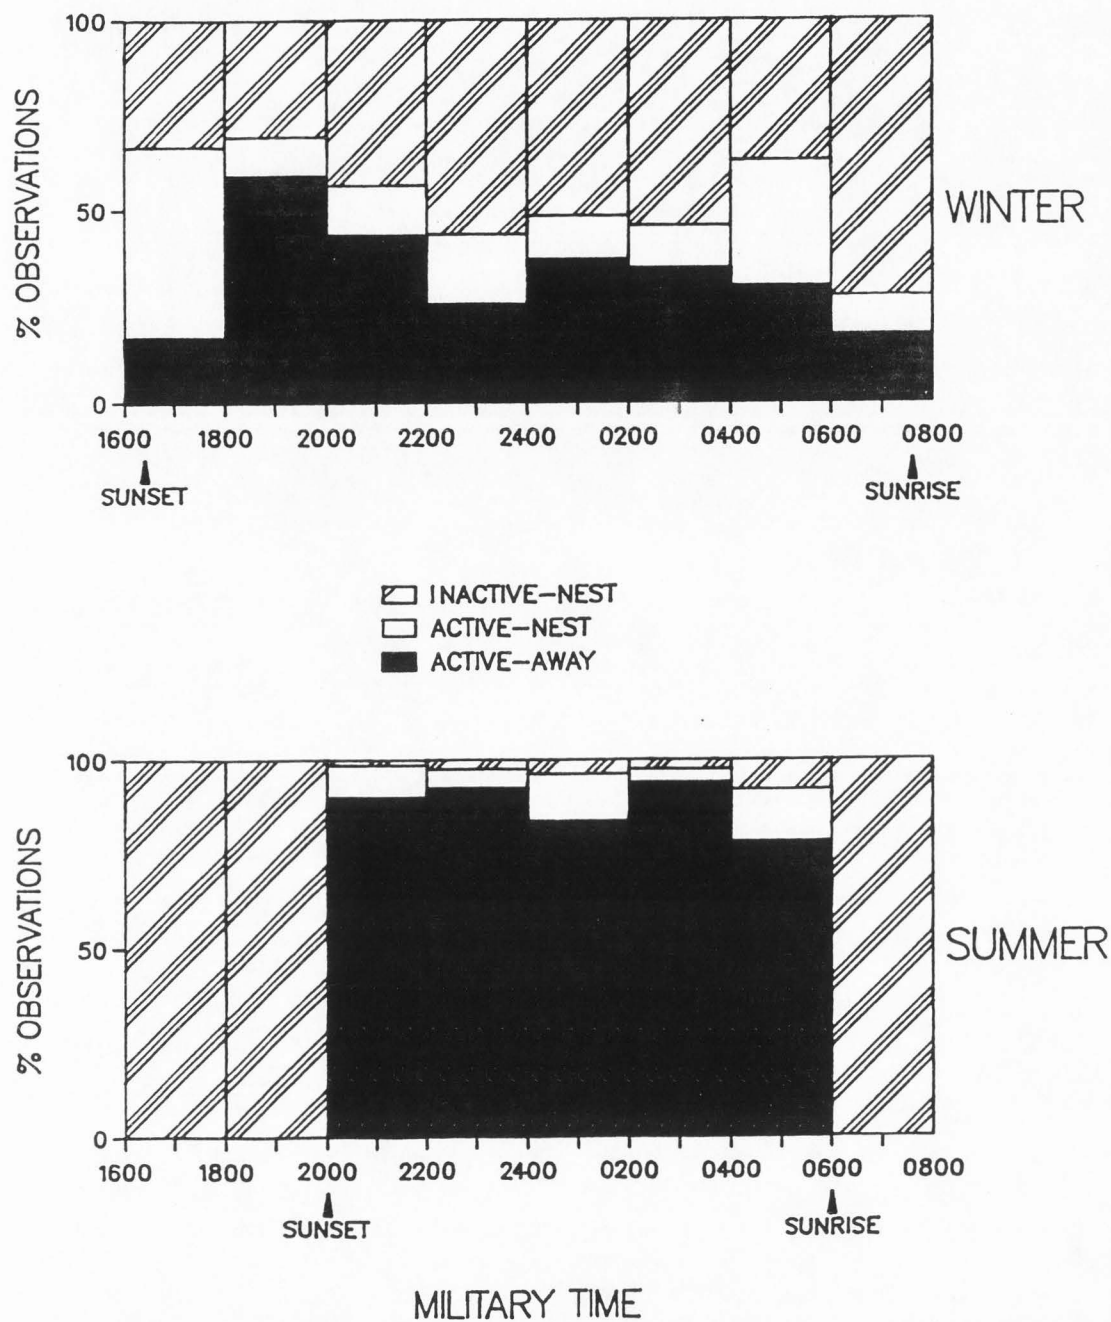 100
50
0
% OBSERVATIONS
WINTER
1600 1800 2000 2200 2400 0200 0400 0600 0800
SUNSET SUNRISE
INACTIVE-NEST
ACTIVE-NEST
ACTIVE-AWAY
100
50
0
% OBSERVATIONS
SUMMER
1600 1800 2000 2200 2400 0200 0400 0600 0800
SUNSET SUNRISE
MILITARY TIME